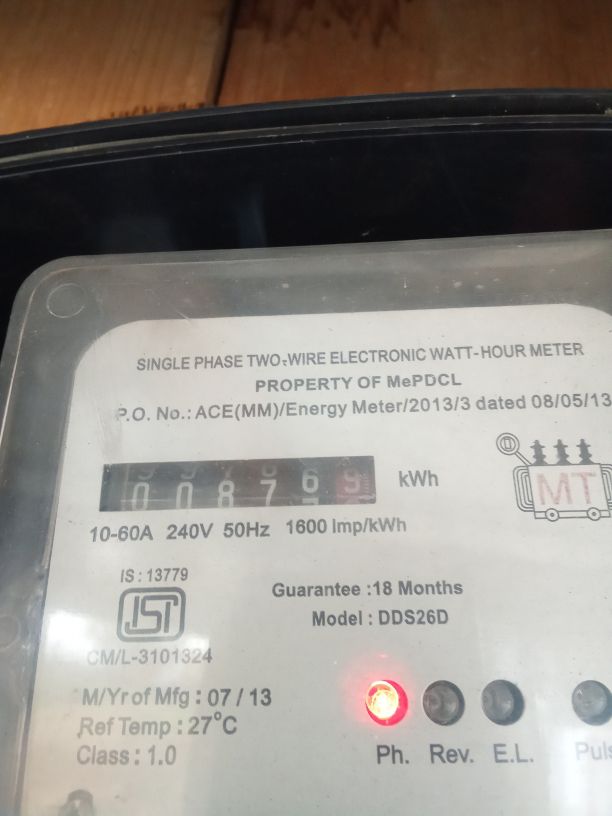 SINGLE PHASE TWO-WIRE ELECTRONIC WATT-HOUR METER
PROPERTY OF MePDCL
P.O. No.: ACE(MM)/Energy Meter/2013/3 dated 08/05/13
008769 kWh
MT
10-60A 240V 50Hz 1600 Imp/kWh
IS : 13779
ISI
CM/L-3101324
Guarantee :18 Months
Model : DDS26D
M/Yr of Mfg : 07 / 13
Ref Temp : 27°C
Class : 1.0
Ph. Rev. E.L.